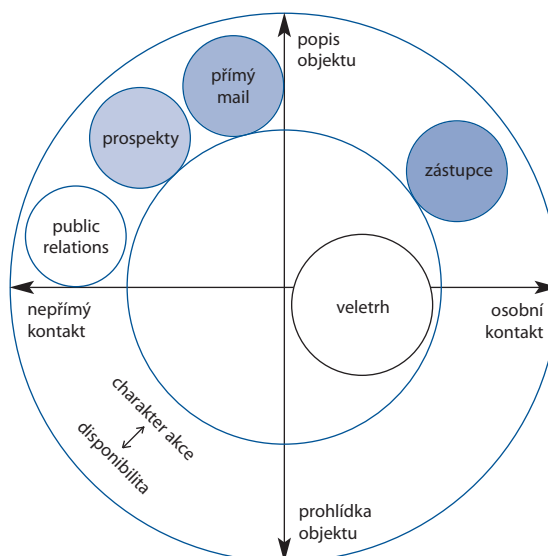 popis
objektu
přímý
mail
prospekty
zástupce
public
relations
nepřímý
kontakt
veletrh
osobní
kontakt
charakter akce
disponibilita
prohlídka
objektu